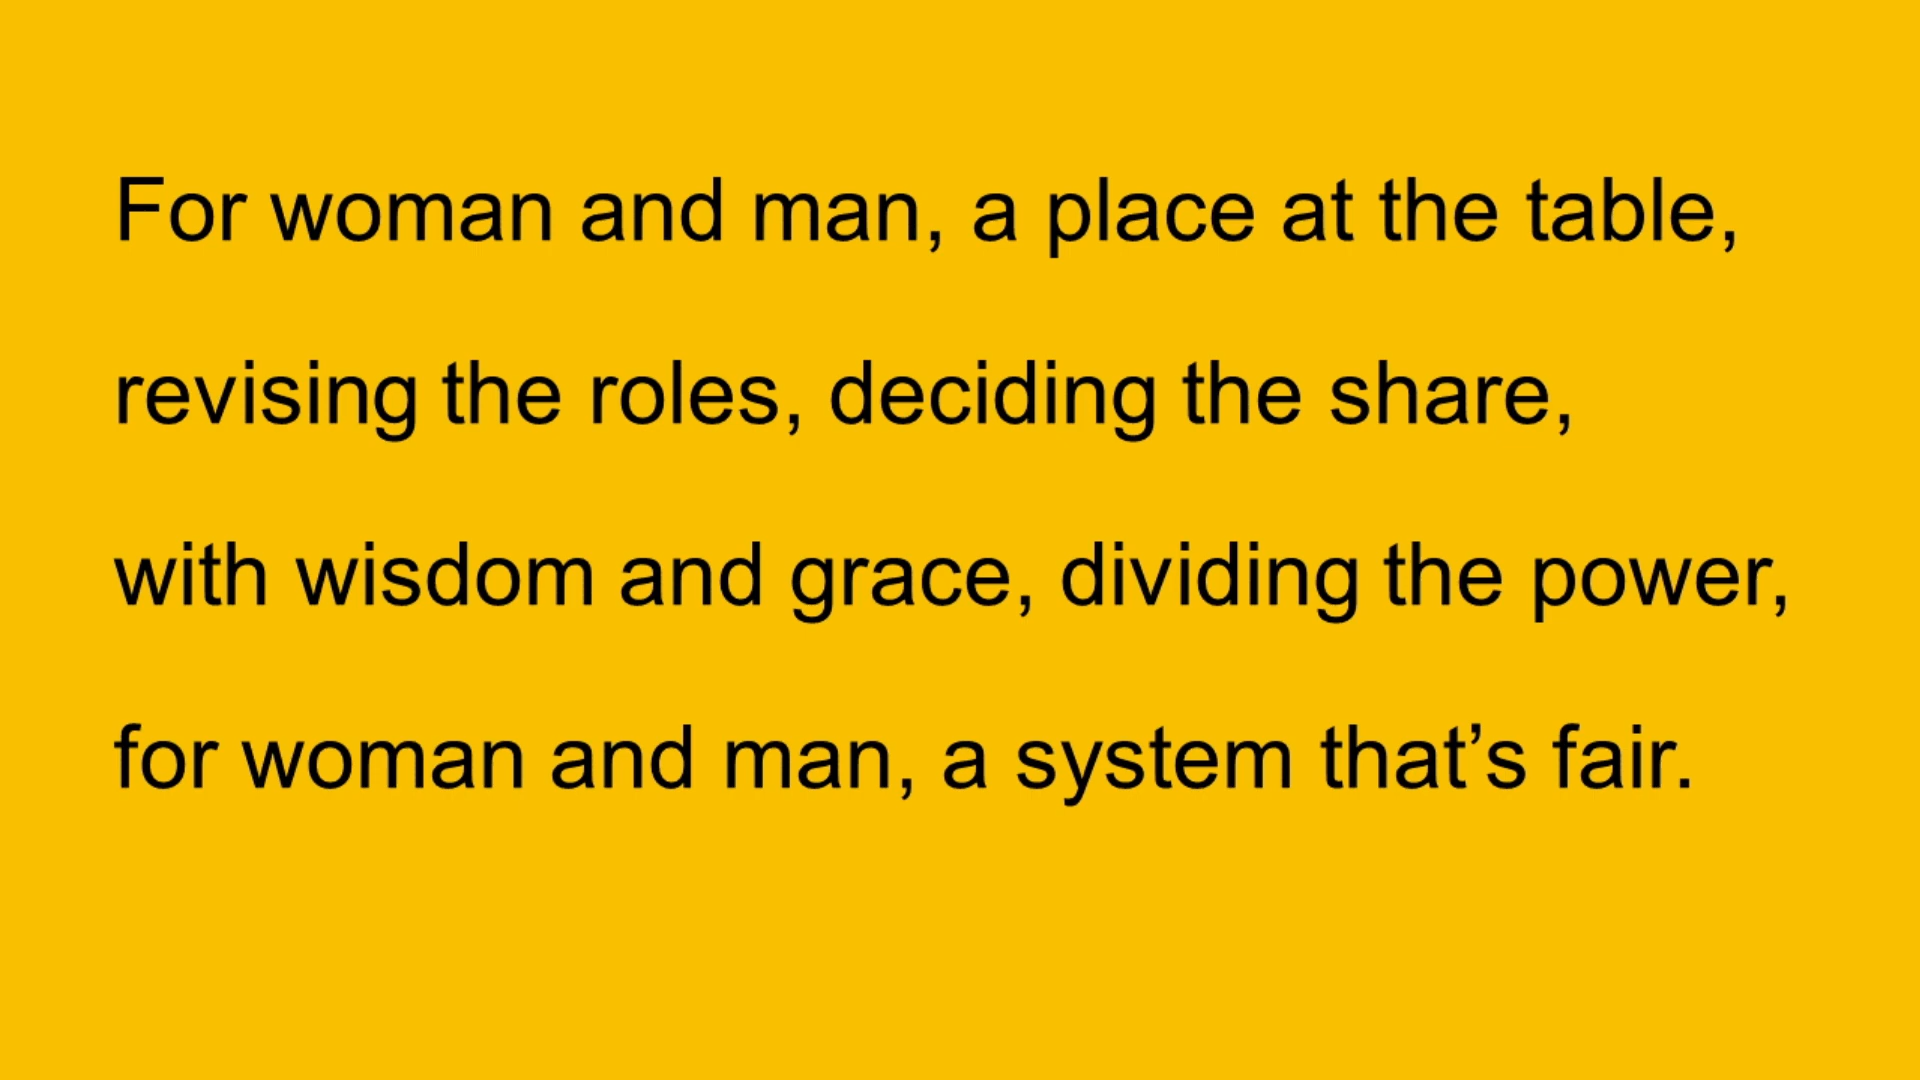 For woman and man, a place at the table,
revising the roles, deciding the share,
with wisdom and grace, dividing the power,
for woman and man, a system that’s fair.